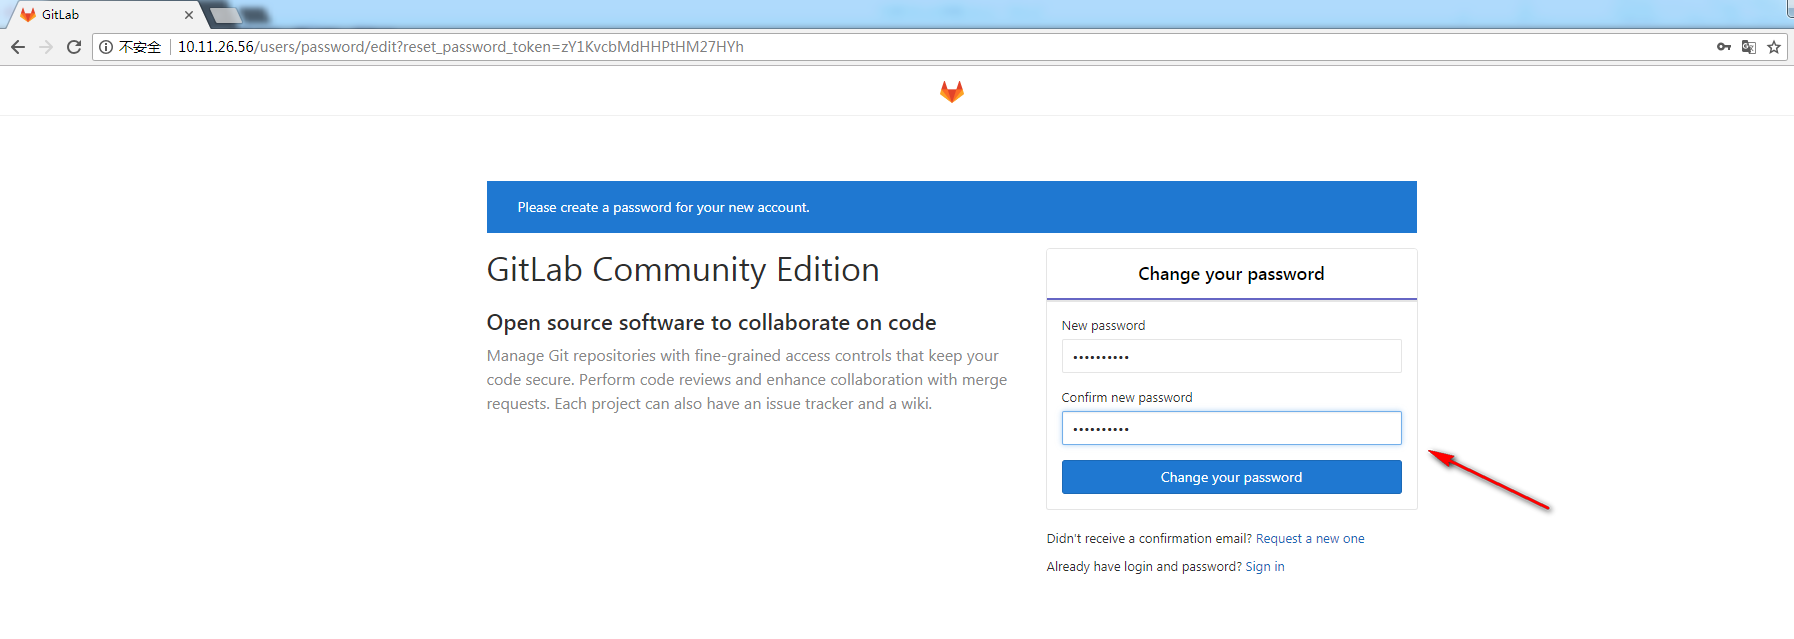 GitLab
不安全 10.11.26.56/users/password/edit?reset_password_token=zY1KvcbMdHHPtHM27HYh
Please create a password for your new account.
GitLab Community Edition
Open source software to collaborate on code
Manage Git repositories with fine-grained access controls that keep your
code secure. Perform code reviews and enhance collaboration with merge
requests. Each project can also have an issue tracker and a wiki.
Change your password
New password
••••••••••
Confirm new password
••••••••••
Change your password
Didn't receive a confirmation email? Request a new one
Already have login and password? Sign in